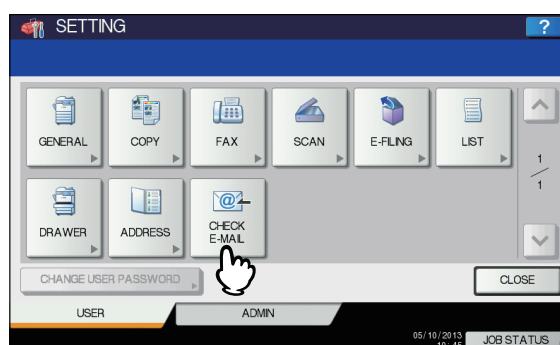 SETTING
?
GENERAL
COPY
FAX
SCAN
E-FILING
LIST
1
1
DRAWER
ADDRESS
CHECK
E-MAIL
CHANGE USER PASSWORD
CLOSE
USER
ADMIN
05/10/2013
JOB STATUS